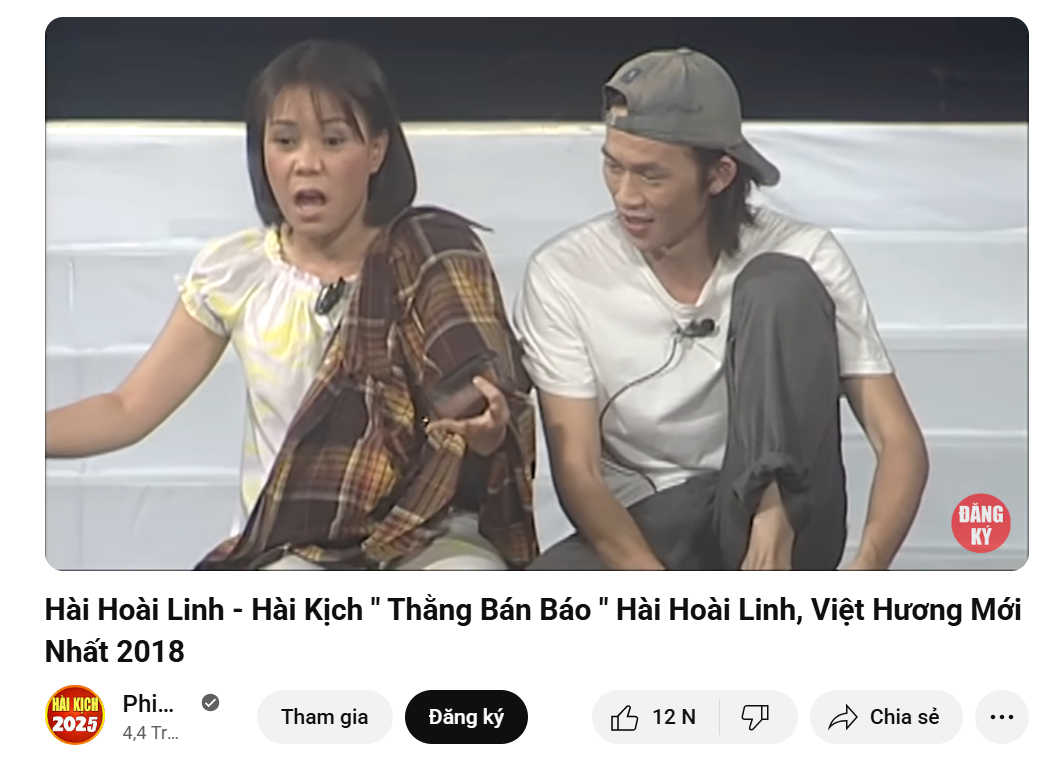 ĐĂNG
KÝ
Hài Hoài Linh - Hài Kịch " Thằng Bán Báo " Hài Hoài Linh, Việt Hương Mới
Nhất 2018
HÀI KỊCH
2025
Phi...
4,4 Tr...
Tham gia
Đăng ký
12 N
Chia sẻ